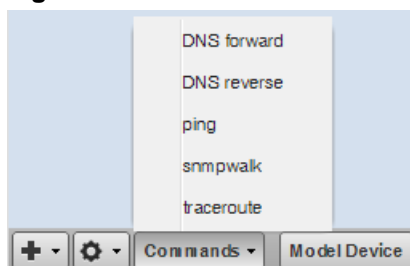 DNS forward
DNS reverse
ping
snmpwalk
traceroute
Commands
Model Device